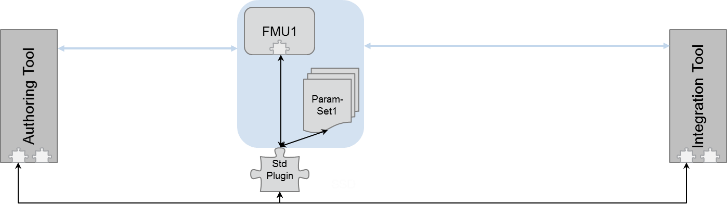 Authoring Tool
FMU1
Param-
Set1
Std
Plugin
Integration Tool